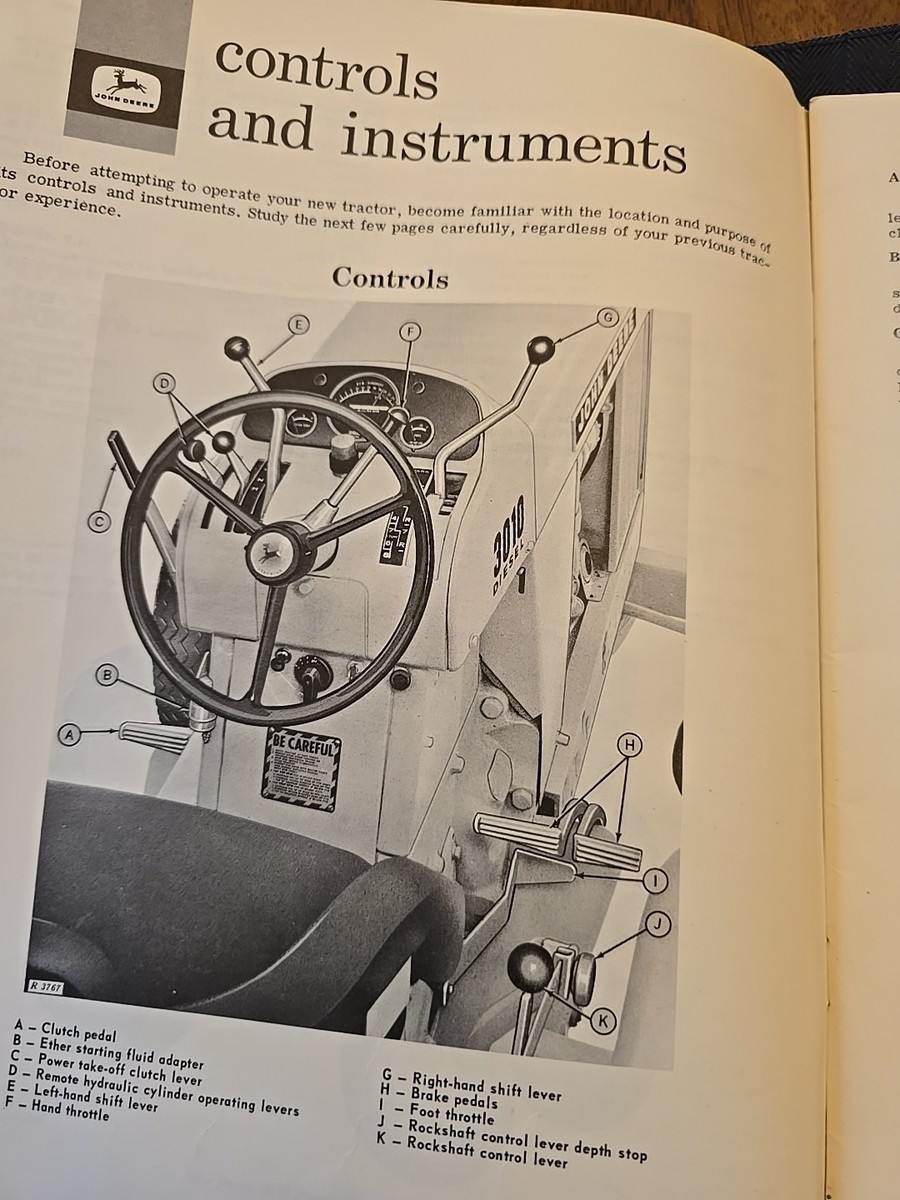 JOHN DEERE
controls
and instruments
Before attempting to operate your new tractor, become familiar with the location and purpose of
its controls and instruments. Study the next few pages carefully, regardless of your previous trac-
or experience.
Controls
E
F
G
D
JOHN DEERE
C
3010
DIESEL
B
A
BE CAREFUL
H
I
J
K
R 3767
A – Clutch pedal
B – Ether starting fluid adapter
C – Power take-off clutch lever
D – Remote hydraulic cylinder operating levers
E – Left-hand shift lever
F – Hand throttle
G – Right-hand shift lever
H – Brake pedals
I – Foot throttle
J – Rockshaft control lever depth stop
K – Rockshaft control lever